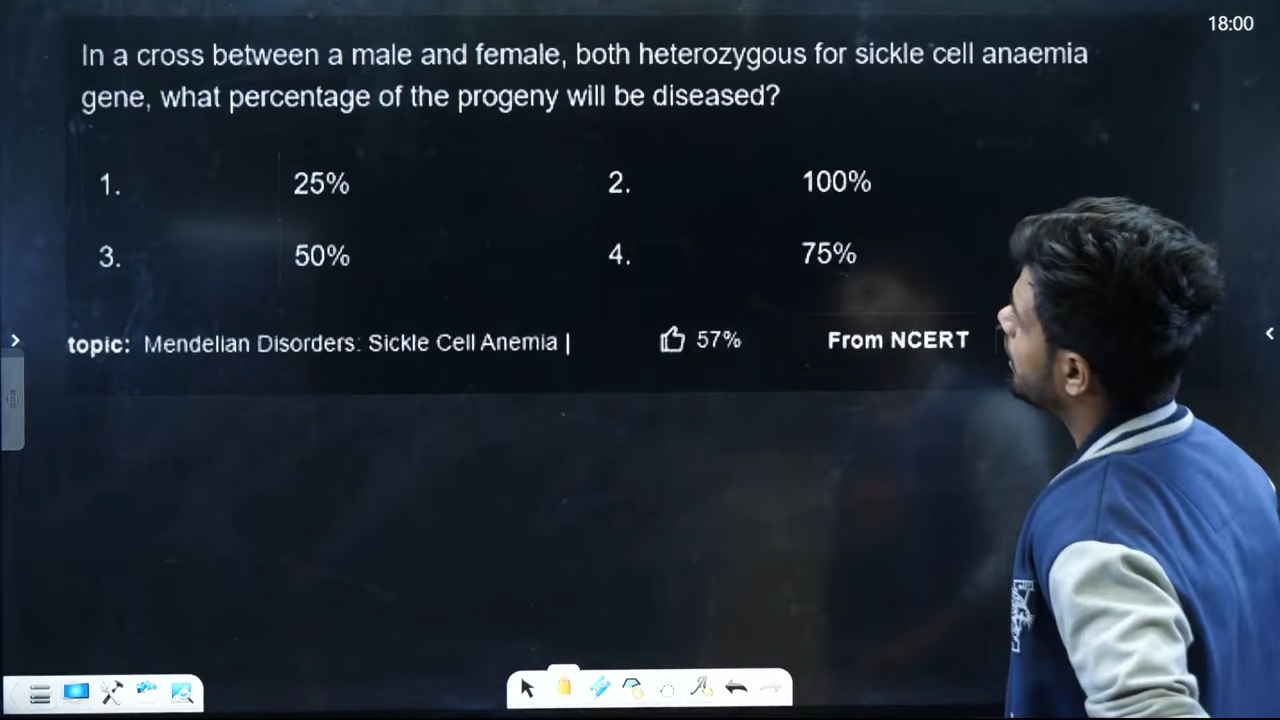 18:00
In a cross between a male and female, both heterozygous for sickle cell anaemia
gene, what percentage of the progeny will be diseased?
1. 25% 2. 100%
3. 50% 4. 75%
topic: Mendelian Disorders: Sickle Cell Anemia | 57% From NCERT